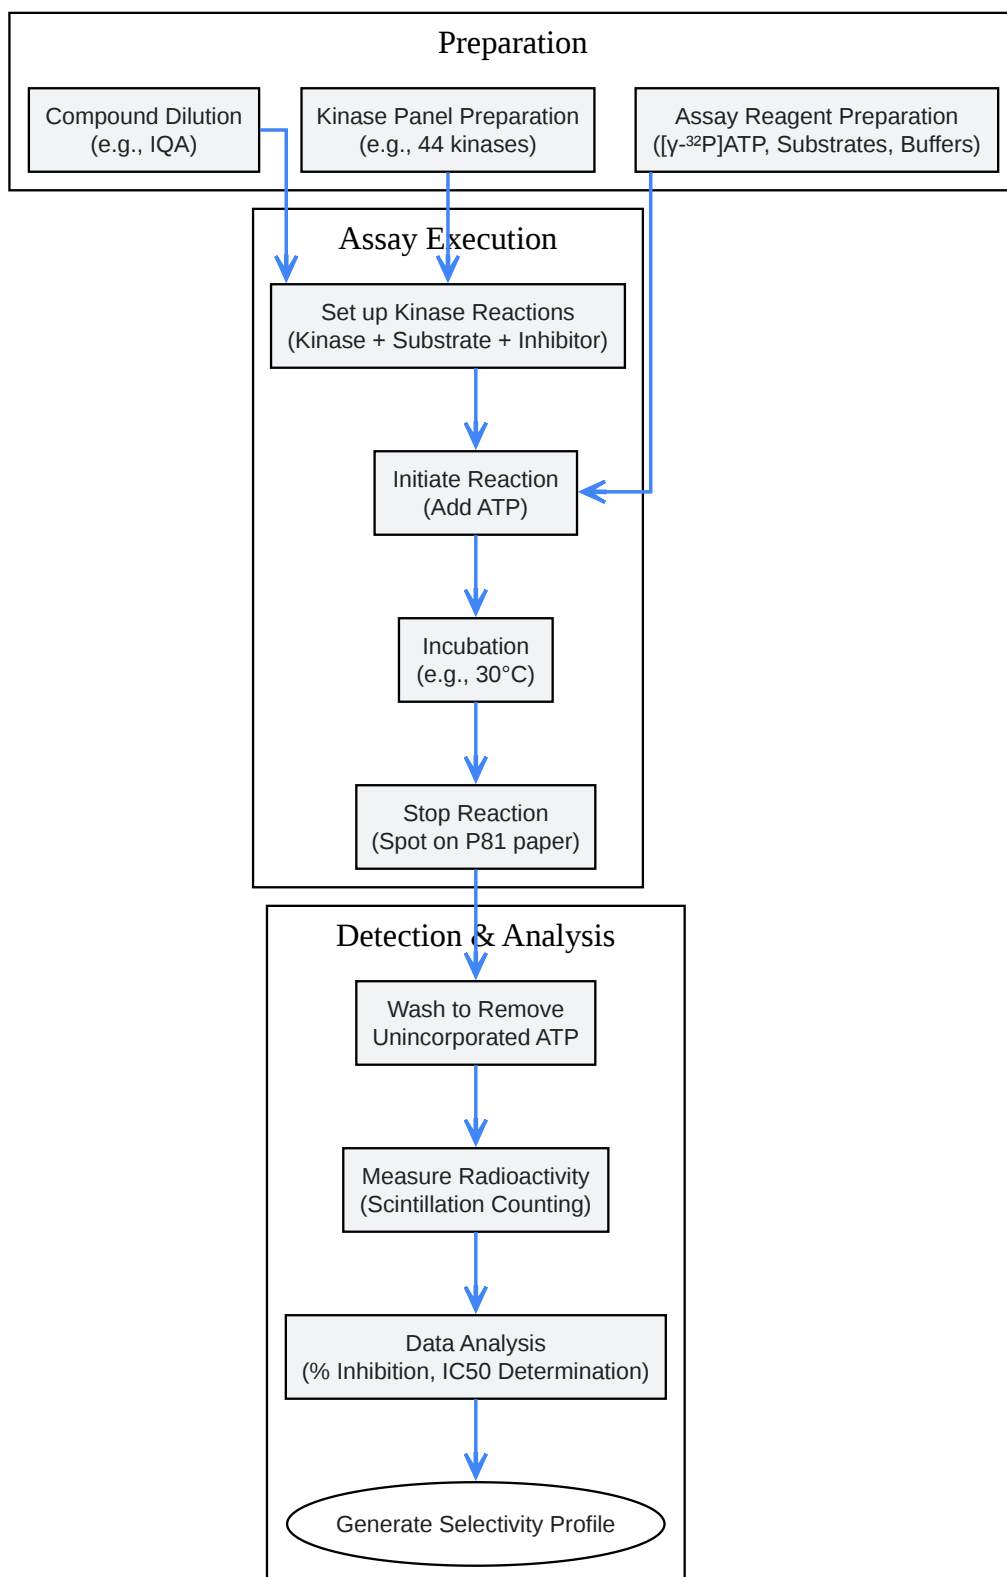 Preparation
Compound Dilution
(e.g., IQA)
Kinase Panel Preparation
(e.g., 44 kinases)
Assay Reagent Preparation
([γ-³²P]ATP, Substrates, Buffers)
Assay Execution
Set up Kinase Reactions
(Kinase + Substrate + Inhibitor)
Initiate Reaction
(Add ATP)
Incubation
(e.g., 30°C)
Stop Reaction
(Spot on P81 paper)
Detection & Analysis
Wash to Remove
Unincorporated ATP
Measure Radioactivity
(Scintillation Counting)
Data Analysis
(% Inhibition, IC50 Determination)
Generate Selectivity Profile